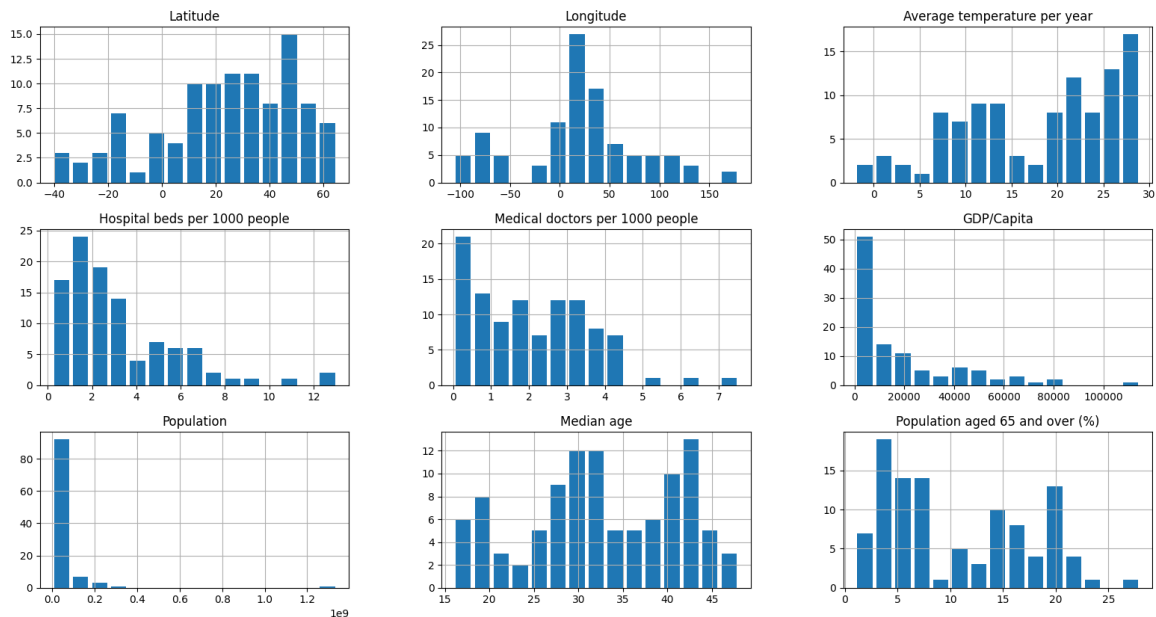 Latitude
15.0
12.5
10.0
7.5
5.0
2.5
0.0
−40 −20 0 20 40 60
Longitude
25
20
15
10
5
0
−100 −50 0 50 100 150
Average temperature per year
15
10
5
0
0 5 10 15 20 25 30
Hospital beds per 1000 people
25
20
15
10
5
0
0 2 4 6 8 10 12
Medical doctors per 1000 people
20
15
10
5
0
0 1 2 3 4 5 6 7
GDP/Capita
50
40
30
20
10
0
0 20000 40000 60000 80000 100000
Population
80
60
40
20
0
0.0 0.2 0.4 0.6 0.8 1.0 1.2
1e9
Median age
12
10
8
6
4
2
0
15 20 25 30 35 40 45
Population aged 65 and over (%)
15
10
5
0
0 5 10 15 20 25